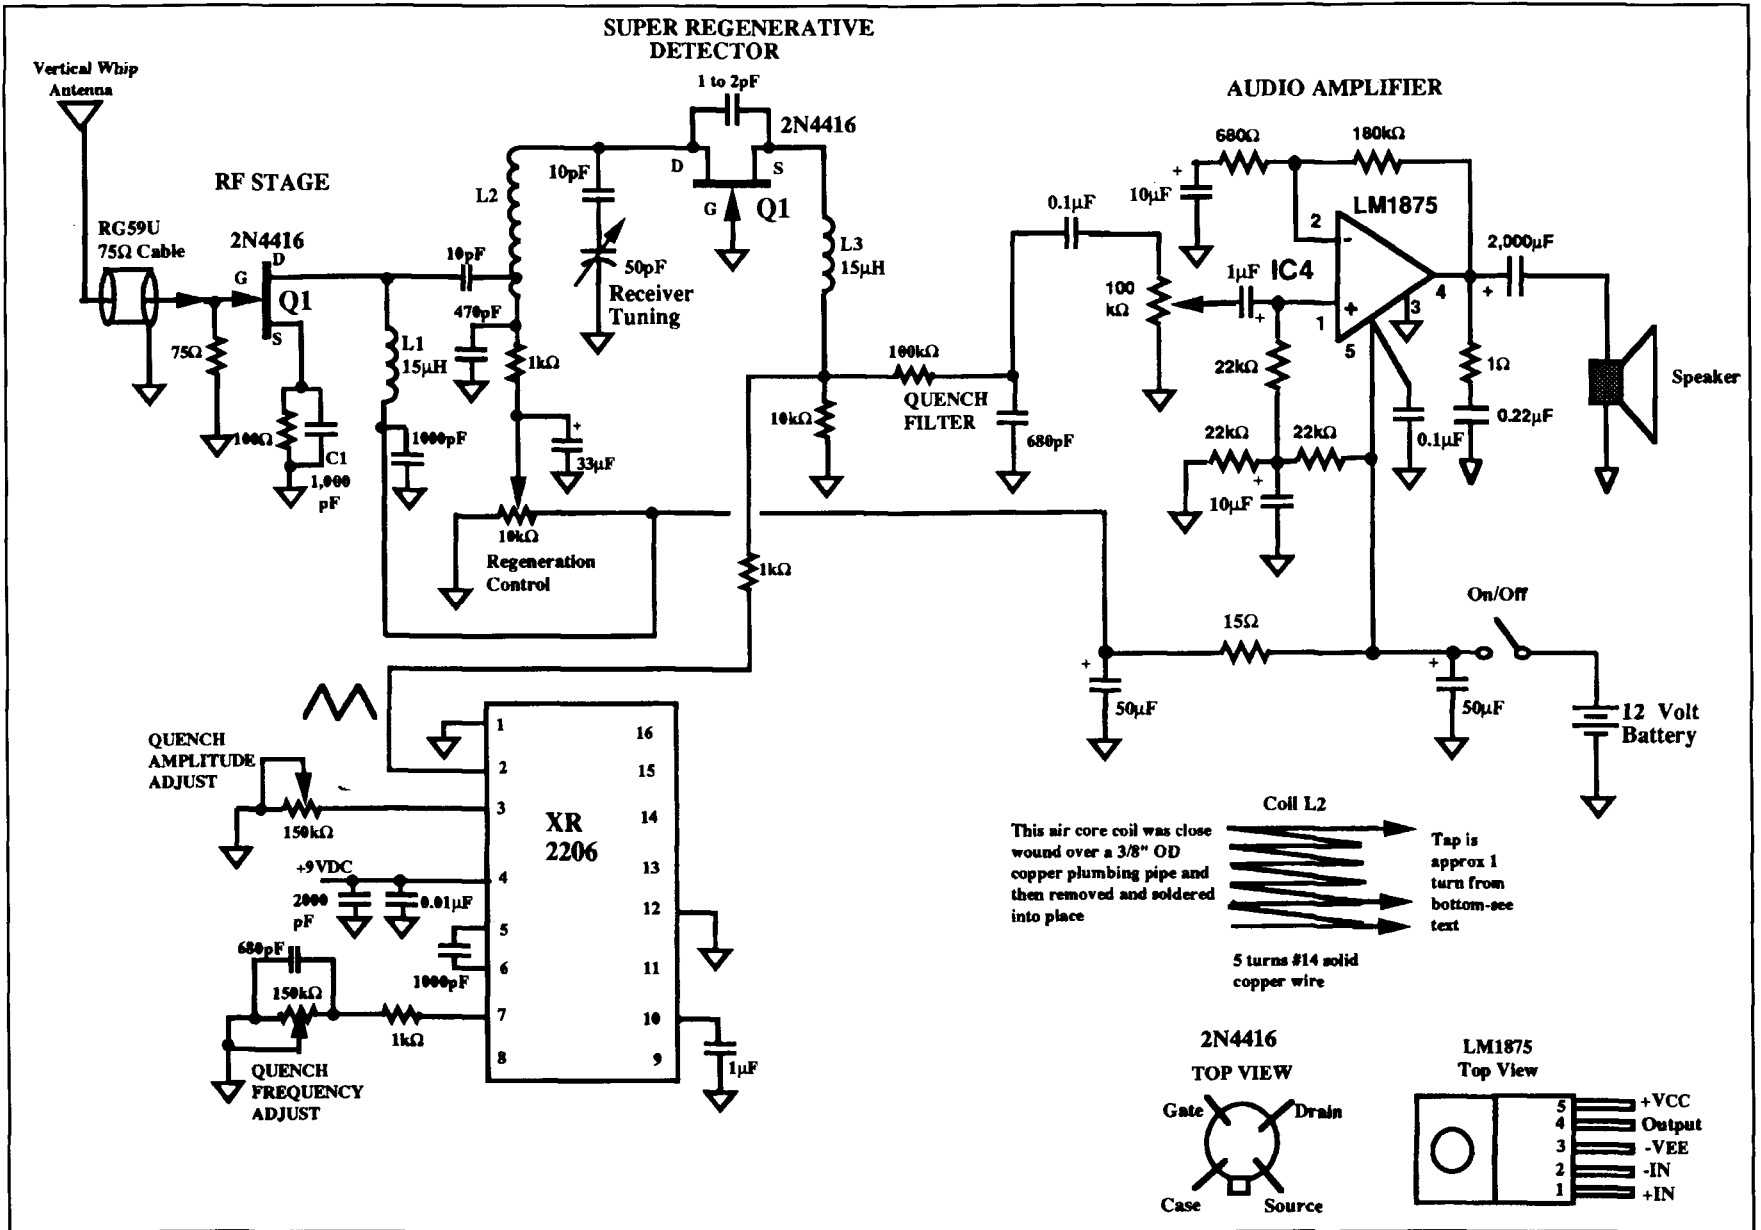 SUPER REGENERATIVE
DETECTOR
Vertical Whip
Antenna
1 to 2pF
AUDIO AMPLIFIER
2N4416
680Ω
180kΩ
RF STAGE
L2
10pF
D
S
G
Q1
+
10µF
LM1875
2
-
RG59U
75Ω Cable
2N4416
D
G
Q1
S
10pF
50pF
Receiver
Tuning
L3
15µH
0.1µF
100
kΩ
1µF
+
IC4
+
1
3
4
5
2,000µF
+
75Ω
L1
15µH
470pF
1kΩ
100kΩ
QUENCH
FILTER
22kΩ
1Ω
Speaker
100Ω
C1
1,000
pF
1000pF
+
33µF
10kΩ
680pF
22kΩ
22kΩ
0.1µF
0.22µF
+
10µF
10kΩ
Regeneration
Control
1kΩ
On/Off
15Ω
+
50µF
+
50µF
12 Volt
Battery
QUENCH
AMPLITUDE
ADJUST
150kΩ
+9VDC
2000
pF
0.01µF
1000pF
680pF
150kΩ
1kΩ
QUENCH
FREQUENCY
ADJUST
XR
2206
1
2
3
4
5
6
7
8
16
15
14
13
12
11
10
9
1µF
Coil L2
This air core coil was close
wound over a 3/8" OD
copper plumbing pipe and
then removed and soldered
into place
Tap is
approx 1
turn from
bottom-see
text
5 turns #14 solid
copper wire
2N4416
TOP VIEW
Gate
Drain
Case
Source
LM1875
Top View
5 +VCC
4 Output
3 -VEE
2 -IN
1 +IN